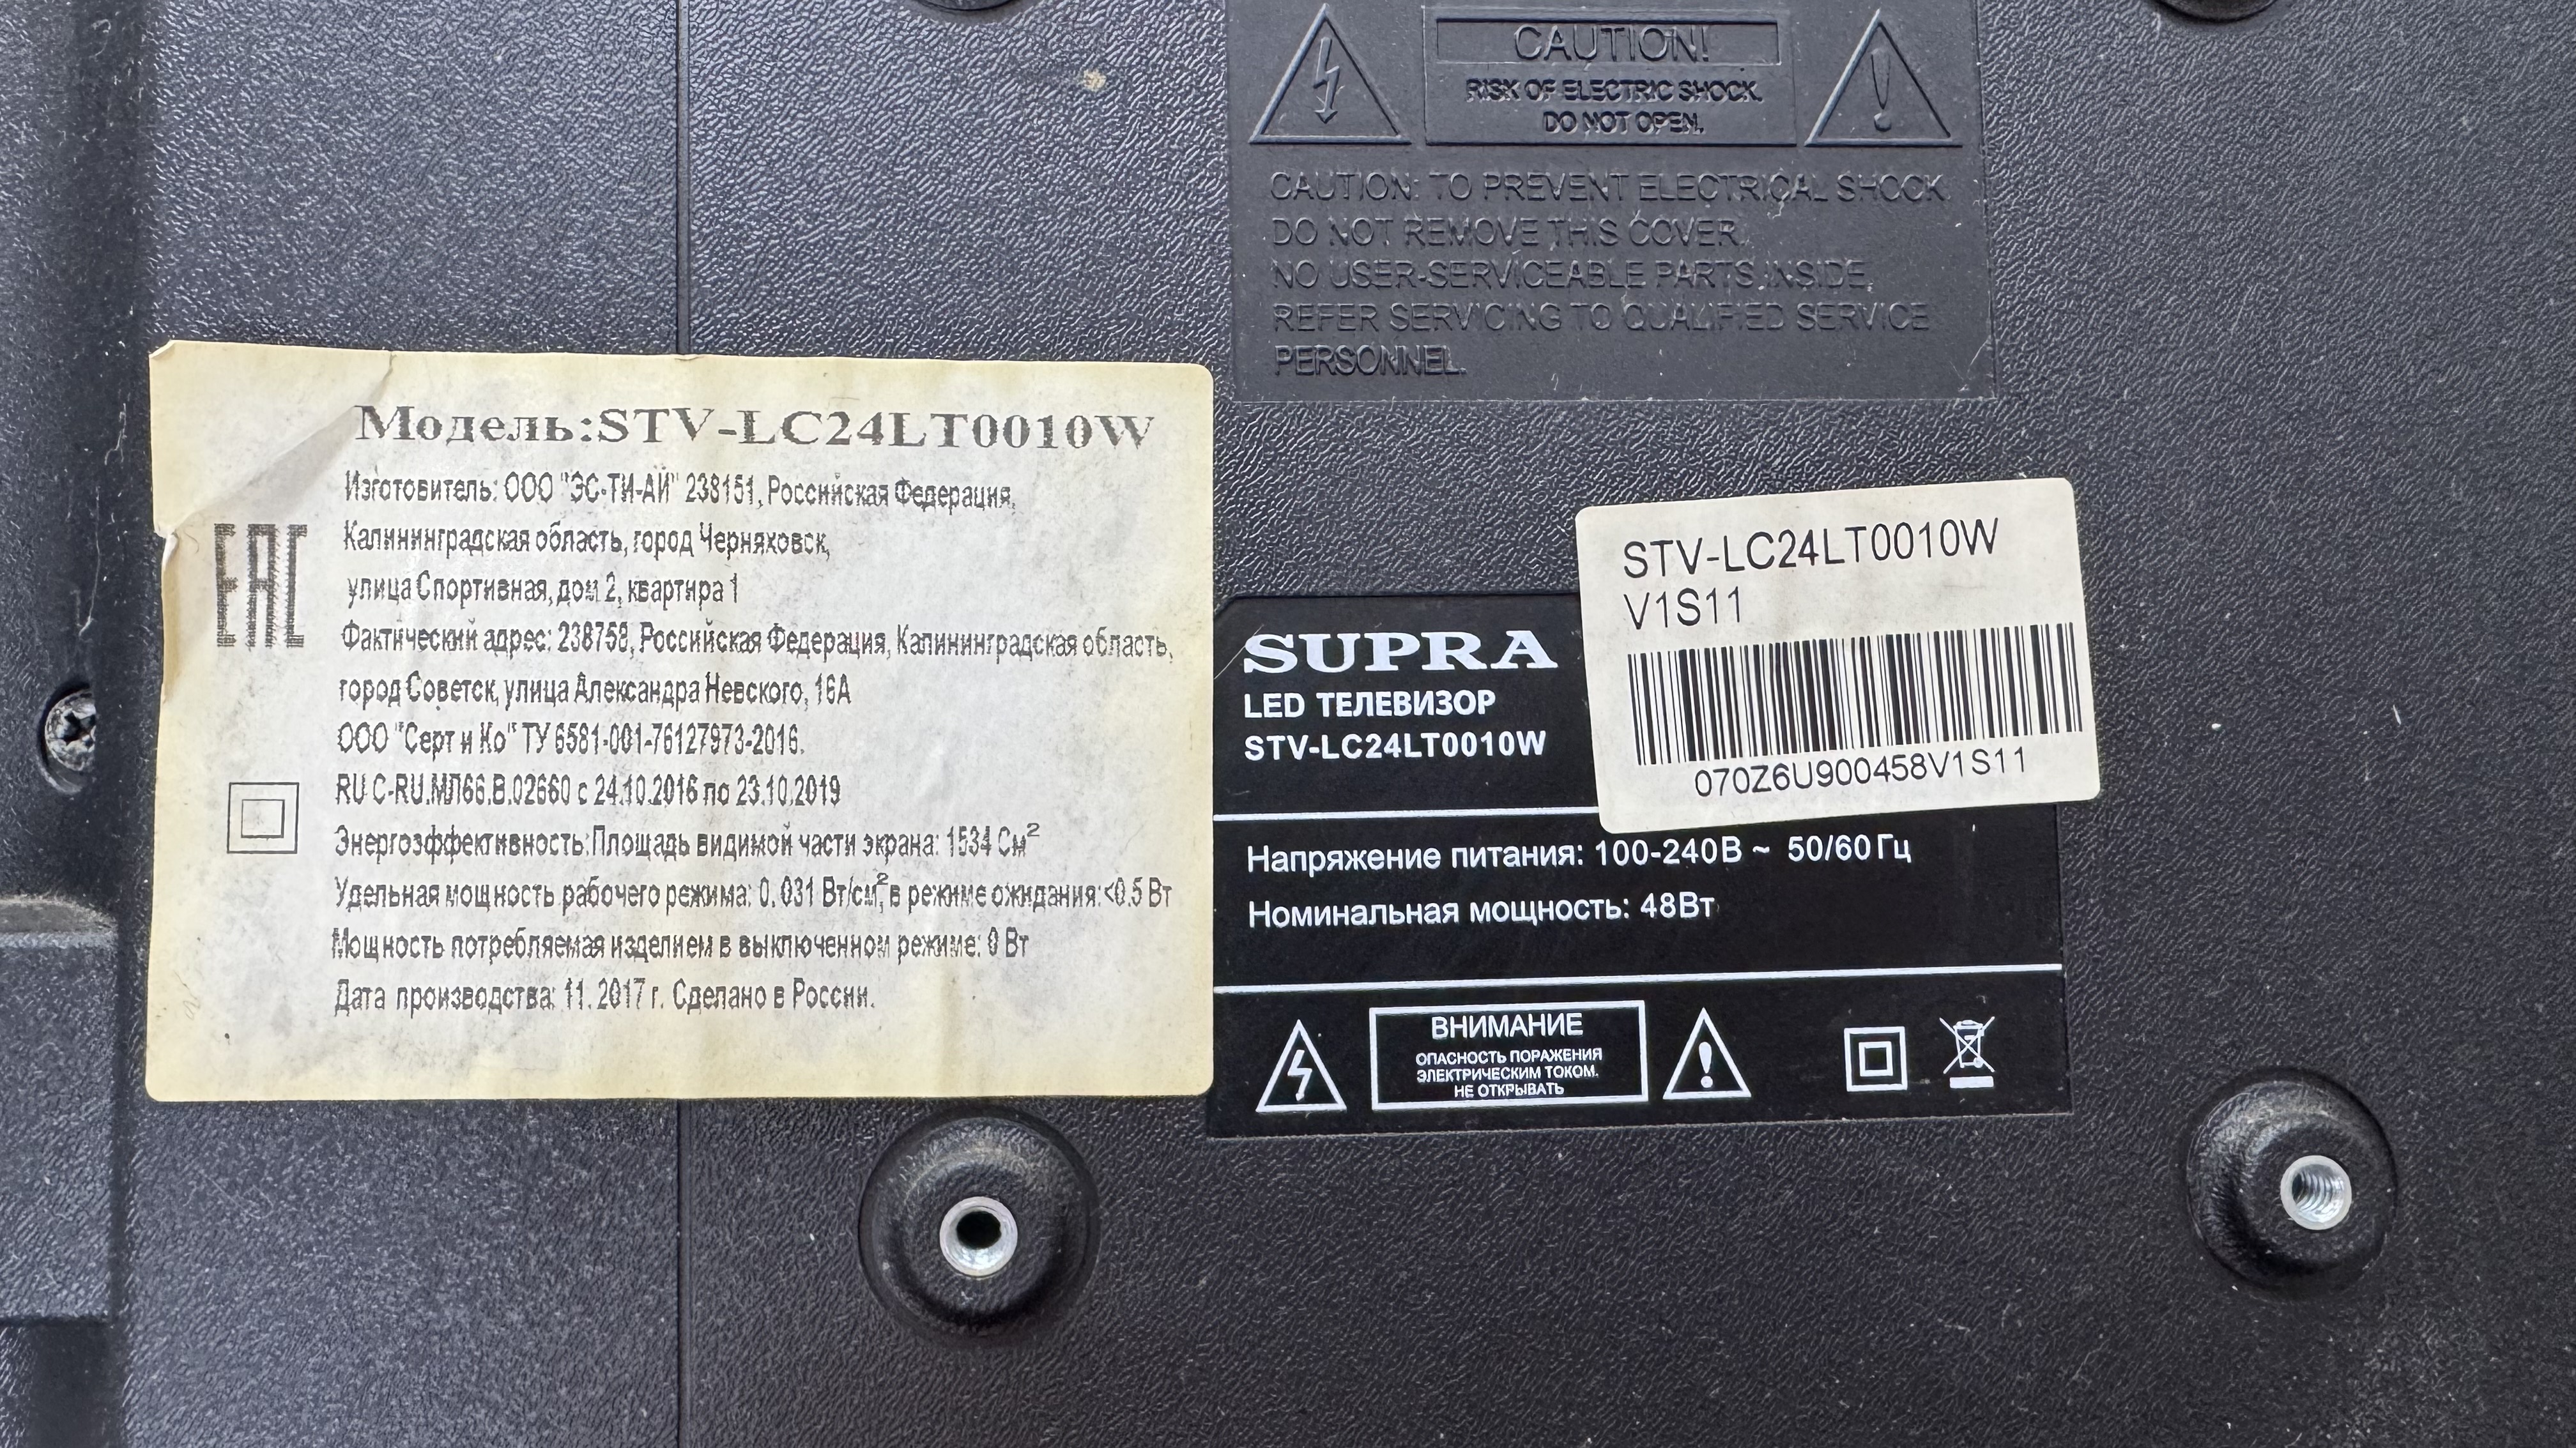 CAUTION!
RISK OF ELECTRIC SHOCK.
DO NOT OPEN.
CAUTION: TO PREVENT ELECTRICAL SHOCK
DO NOT REMOVE THIS COVER.
NO USER-SERVICEABLE PARTS INSIDE,
REFER SERVICING TO QUALIFIED SERVICE
PERSONNEL.
Модель:STV-LC24LT0010W
Изготовитель: ООО "ЭС-ТИ-АЙ" 238151, Российская Федерация,
Калининградская область, город Черняховск,
улица Спортивная, дом 2, квартира 1
Фактический адрес: 238758, Российская Федерация, Калининградская область,
город Советск, улица Александра Невского, 16А
ООО "Серт и Ко" ТУ 6581-001-76127973-2016.
RU C-RU.МЛ66.В.02660 с 24.10.2016 по 23.10.2019
Энергоэффективность:Площадь видимой части экрана: 1534 См²
Удельная мощность рабочего режима: 0.031 Вт/см², в режиме ожидания:<0.5 Вт
Мощность потребляемая изделием в выключенном режиме: 0 Вт
Дата производства: 11. 2017 г. Сделано в России.
EAC
STV-LC24LT0010W
V1S11
070Z6U900458V1S11
SUPRA
LED ТЕЛЕВИЗОР
STV-LC24LT0010W
Напряжение питания: 100-240В ~ 50/60 Гц
Номинальная мощность: 48Вт
ВНИМАНИЕ
ОПАСНОСТЬ ПОРАЖЕНИЯ
ЭЛЕКТРИЧЕСКИМ ТОКОМ.
НЕ ОТКРЫВАТЬ